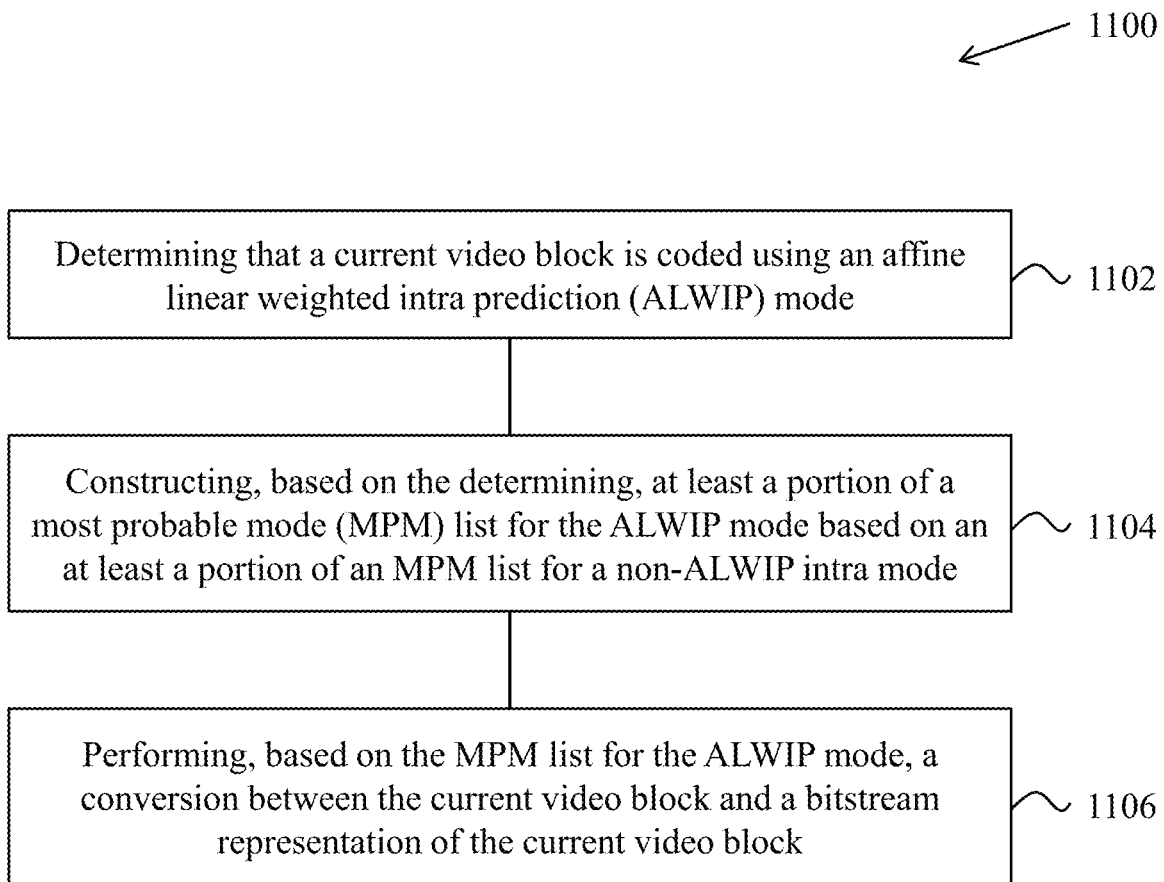 1100
Determining that a current video block is coded using an affine
linear weighted intra prediction (ALWIP) mode
1102
Constructing, based on the determining, at least a portion of a
most probable mode (MPM) list for the ALWIP mode based on an
at least a portion of an MPM list for a non-ALWIP intra mode
1104
Performing, based on the MPM list for the ALWIP mode, a
conversion between the current video block and a bitstream
representation of the current video block
1106